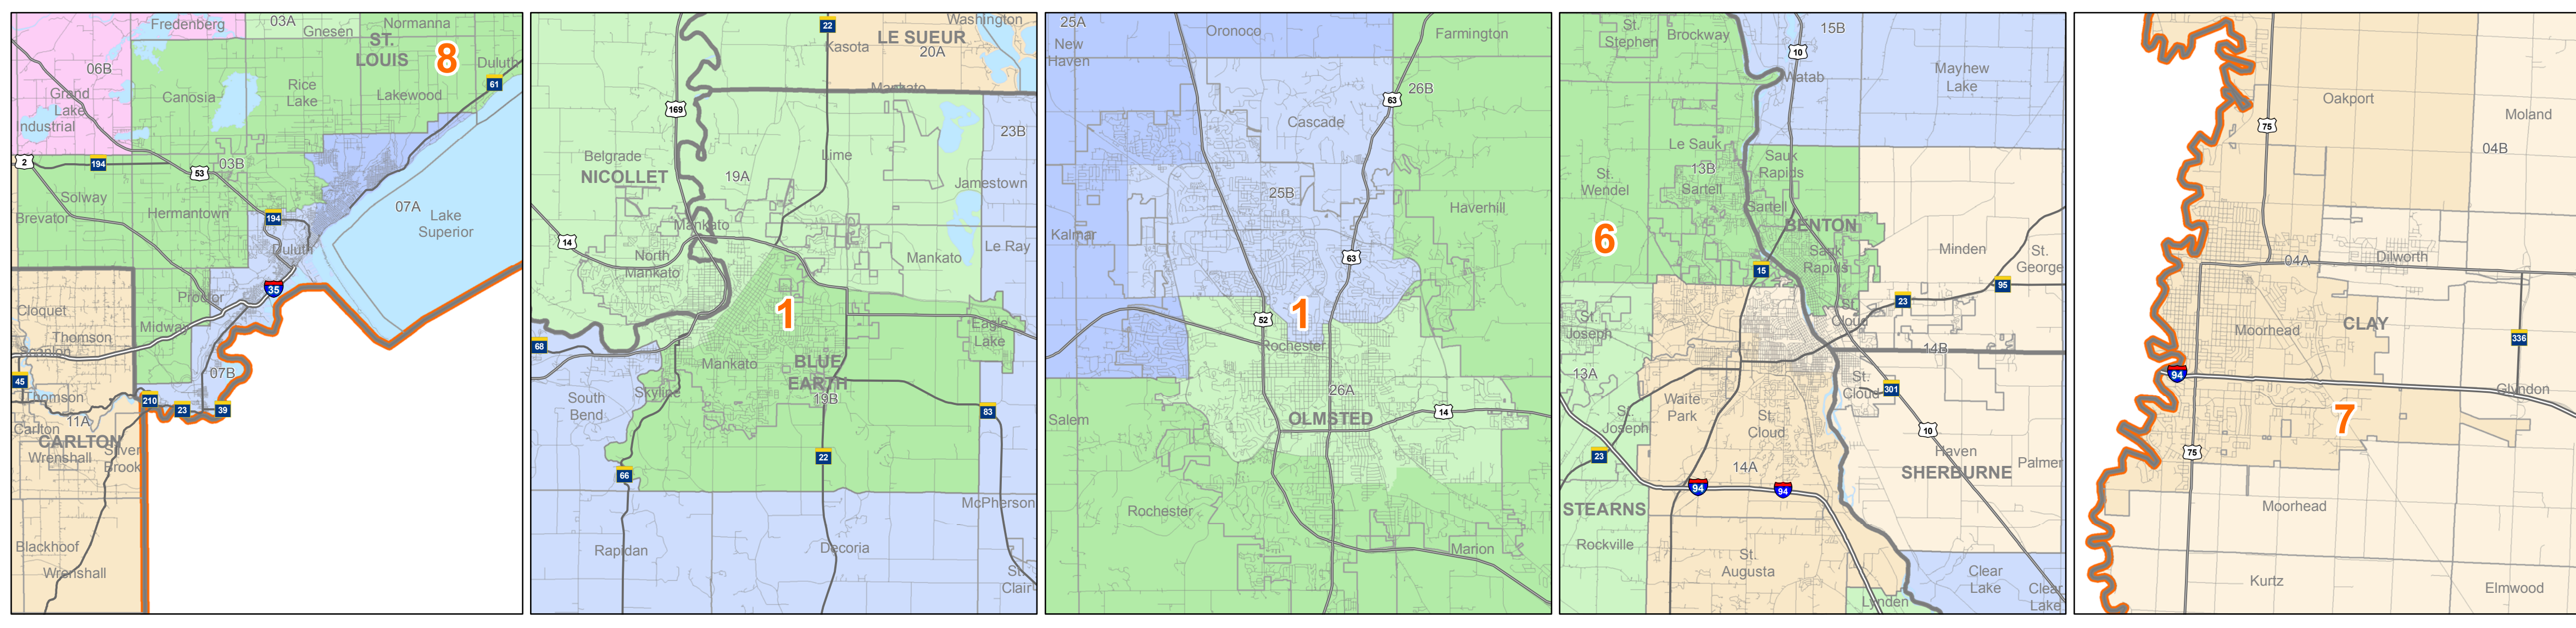 Fredenberg
03A
Gnesen
Normanna
ST.
LOUIS
8
06B
Duluth
61
Grand
Lake
Industrial
Canosia
Rice
Lake
Lakewood
2
194
53
03B
Solway
Brevator
Hermantown
194
07A
Lake
Superior
Duluth
Proctor
35
Cloquet
Thomson
Scanlon
Midway
45
07B
Thomson
210
23
39
11A
Carlton
CARLTON
Wrenshall
Silver
Brook
Blackhoof
Wrenshall
22
Kasota
LE SUEUR
20A
Washington
Mankato
169
23B
Belgrade
NICOLLET
Lime
19A
Jamestown
Mankato
14
North
Mankato
Le Ray
Mankato
1
68
Eagle
Lake
Mankato
BLUE
EARTH
19B
Skyline
South
Bend
83
66
22
McPherson
Rapidan
Decoria
St.
Clair
25A
New
Haven
Oronoco
Farmington
63
26B
Cascade
25B
Haverhill
Kalmar
63
1
52
Rochester
26A
Salem
OLMSTED
14
Rochester
Marion
St.
Stephen
Brockway
15B
10
Watab
Mayhew
Lake
Le Sauk
13B
Sartell
Sauk
Rapids
St.
Wendel
Sartell
BENTON
6
Sauk
Rapids
Minden
St.
George
15
95
23
St.
Cloud
St.
Joseph
14B
13A
St.
Cloud
301
Waite
Park
St.
Joseph
St.
Cloud
10
23
Haven
14A
SHERBURNE
Palmer
94
94
STEARNS
Rockville
St.
Augusta
Clear
Lake
Clear
Lake
Lynden
Oakport
Moland
75
04B
04A
Dilworth
Moorhead
CLAY
336
94
Glyndon
7
75
Moorhead
Kurtz
Elmwood